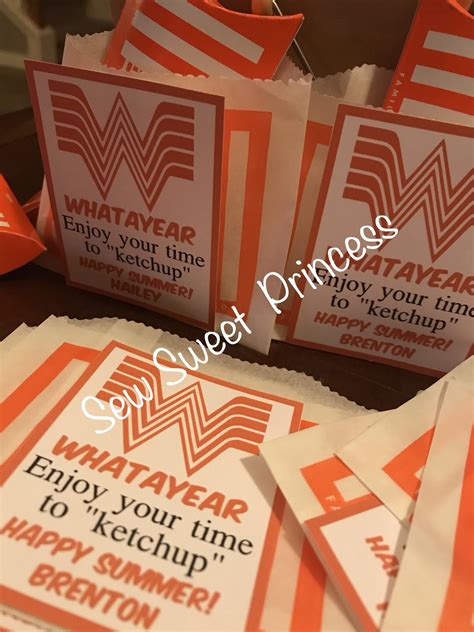 WHATAYEAR
Enjoy your time
to "ketchup"
HAPPY SUMMER!
HAILEY
WHATAYEAR
Enjoy your time
to "ketchup"
HAPPY SUMMER!
BRENTON
Sew Sweet Princess
WHATAYEAR
Enjoy your time
to "ketchup"
HAPPY SUMMER!
BRENTON